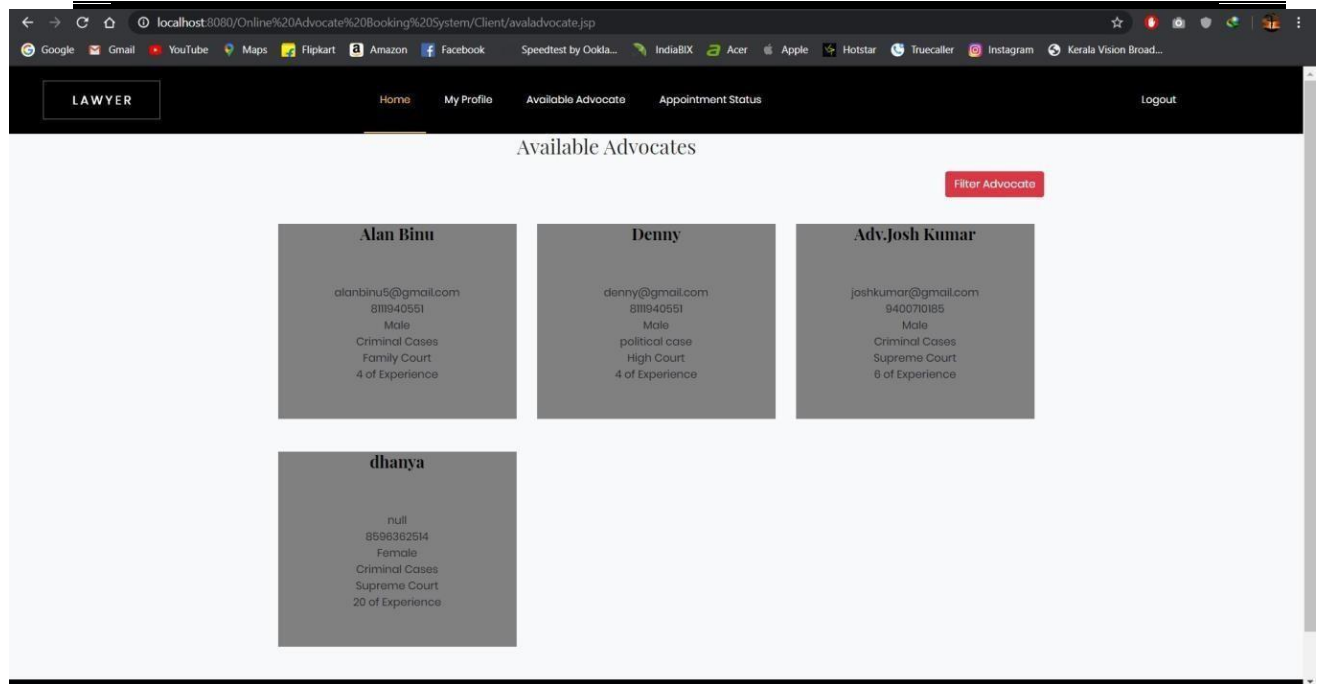 localhost:8080/Online%20Advocate%20Booking%20System/Client/avaladvocate.jsp
Google Gmail YouTube Maps Flipkart Amazon Facebook Speedtest by Ookla... IndiaBIX Acer Apple Hotstar Truecaller Instagram Kerala Vision Broad...
LAWYER Home My Profile Available Advocate Appointment Status Logout
Available Advocates
Filter Advocate
Alan Binu
alanbinu5@gmail.com
8111940551
Male
Criminal Cases
Family Court
4 of Experience
Denny
denny@gmail.com
8111940551
Male
political case
High Court
4 of Experience
Adv.Josh Kumar
joshkumar@gmail.com
9400710185
Male
Criminal Cases
Supreme Court
6 of Experience
dhanya
null
8596362514
Female
Criminal Cases
Supreme Court
20 of Experience